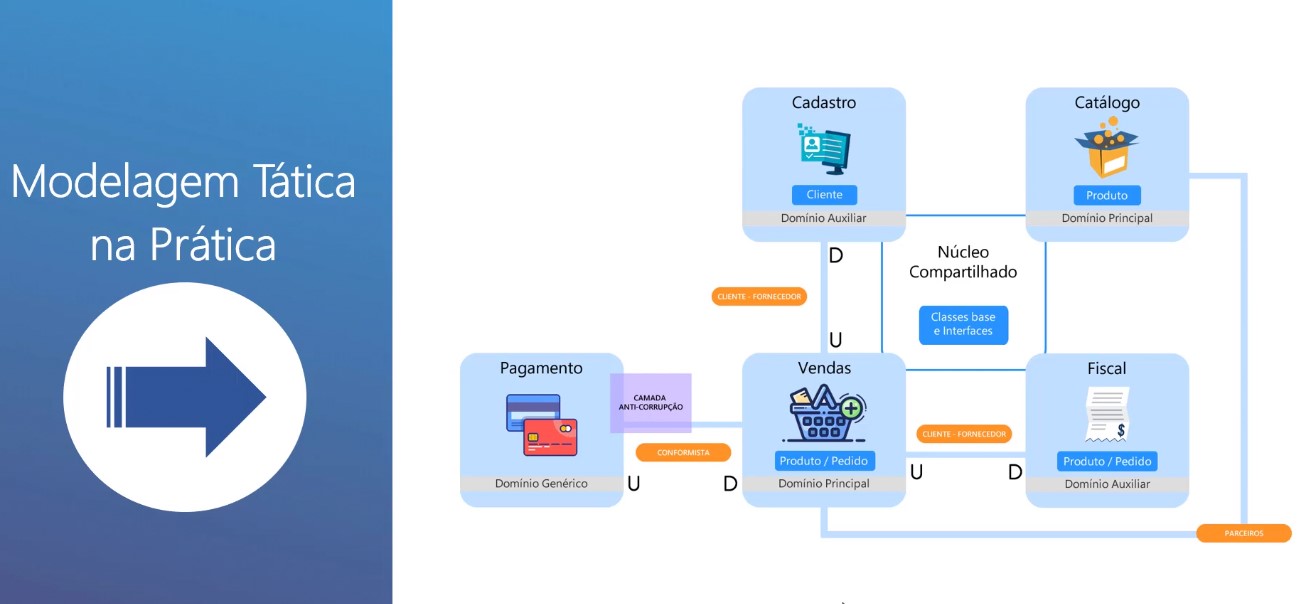 Modelagem Tática
na Prática
Cadastro
Cliente
Domínio Auxiliar
Catálogo
Produto
Domínio Principal
Núcleo
Compartilhado
Classes base
e Interfaces
D
CLIENTE - FORNECEDOR
U
Pagamento
Domínio Genérico
CAMADA
ANTI-CORRUPÇÃO
CONFORMISTA
U
D
Vendas
Produto / Pedido
Domínio Principal
CLIENTE - FORNECEDOR
U
D
Fiscal
$
Produto / Pedido
Domínio Auxiliar
PARCEIROS